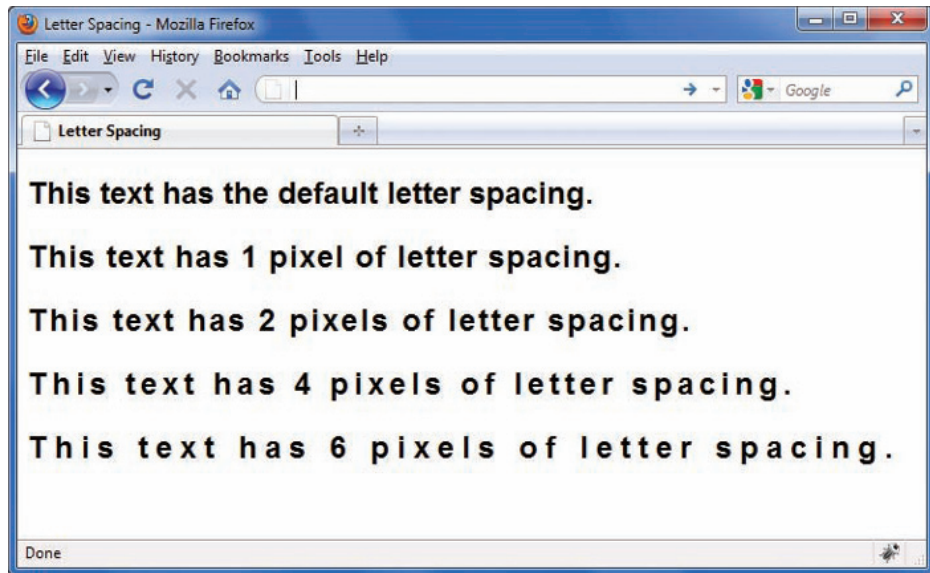 Letter Spacing - Mozilla Firefox
File Edit View History Bookmarks Tools Help
Google
Letter Spacing
This text has the default letter spacing.
This text has 1 pixel of letter spacing.
This text has 2 pixels of letter spacing.
This text has 4 pixels of letter spacing.
This text has 6 pixels of letter spacing.
Done